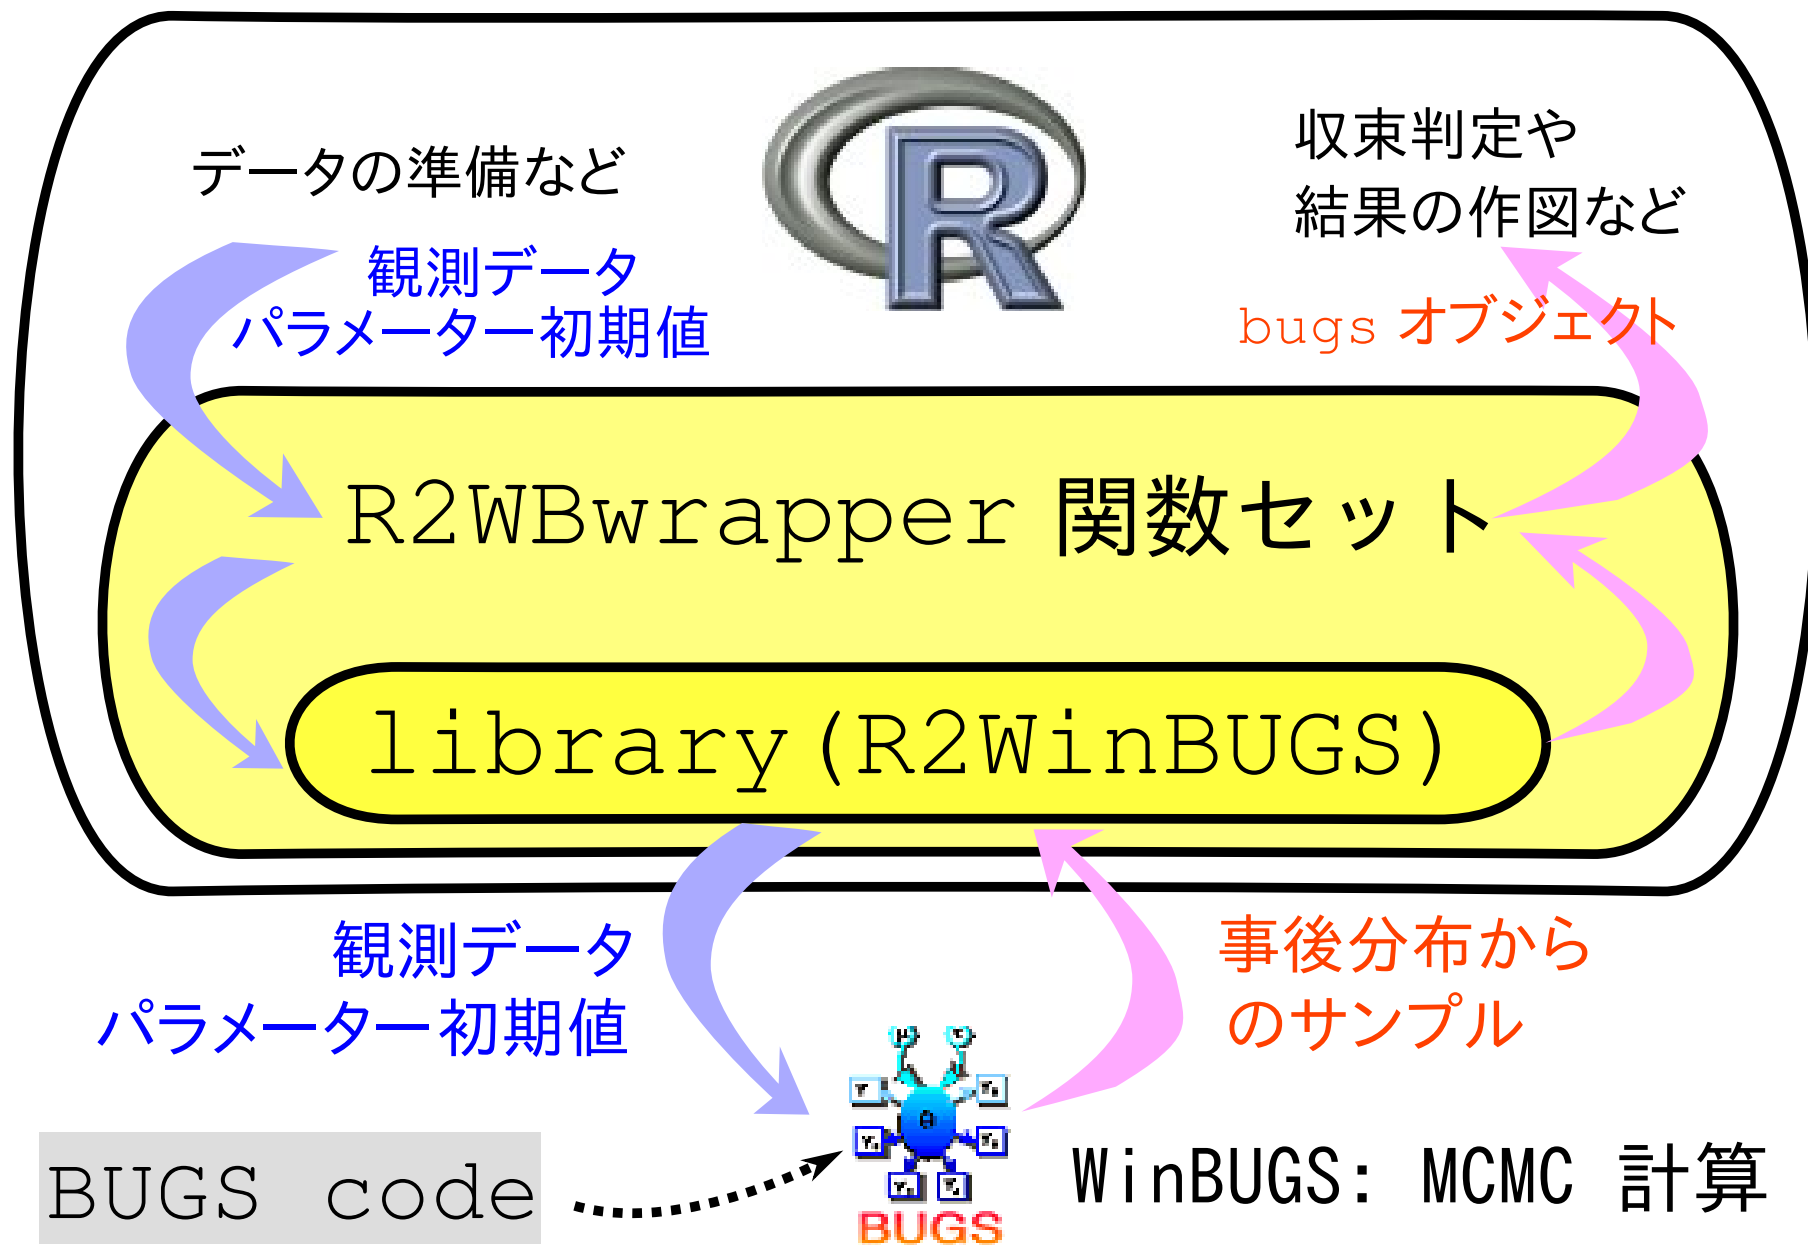 R
データの準備など
収束判定や
結果の作図など
観測データ
パラメーター初期値
bugs オブジェクト
R2WBwrapper 関数セット
library(R2WinBUGS)
観測データ
パラメーター初期値
事後分布から
のサンプル
BUGS code
θ
BUGS
WinBUGS: MCMC 計算